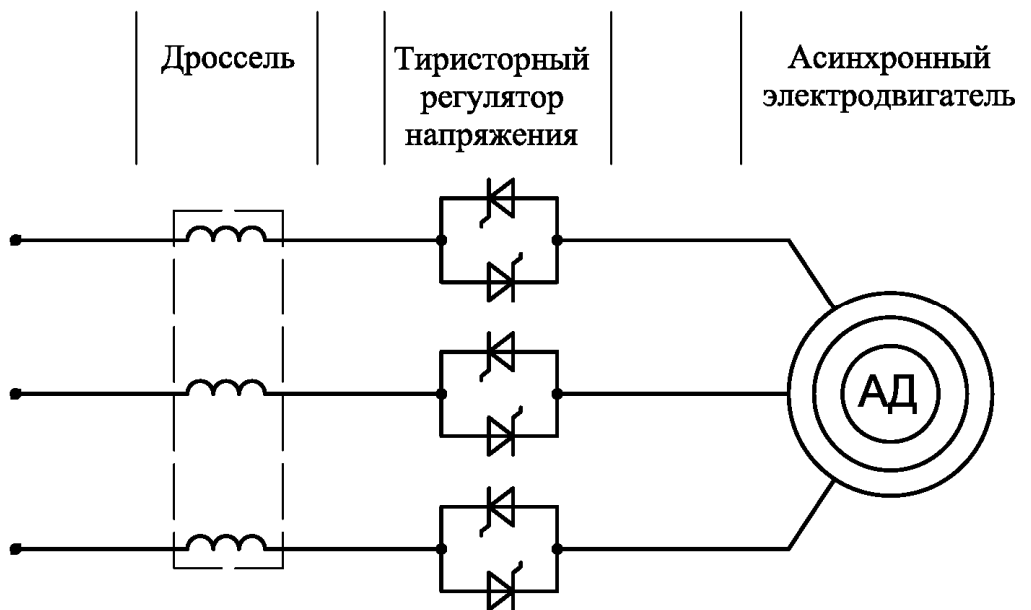 Дроссель
Тиристорный
регулятор
напряжения
Асинхронный
электродвигатель
АД